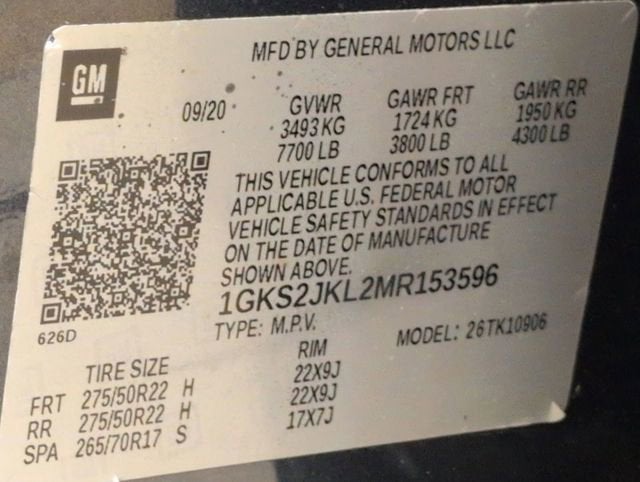 GM
MFD BY GENERAL MOTORS LLC
09/20 GVWR GAWR FRT GAWR RR
3493 KG 1724 KG 1950 KG
7700 LB 3800 LB 4300 LB
THIS VEHICLE CONFORMS TO ALL
APPLICABLE U.S. FEDERAL MOTOR
VEHICLE SAFETY STANDARDS IN EFFECT
ON THE DATE OF MANUFACTURE
SHOWN ABOVE.
1GKS2JKL2MR153596
626D
TYPE: M.P.V. MODEL: 26TK10906
TIRE SIZE RIM
FRT 275/50R22 H 22X9J
RR 275/50R22 H 22X9J
SPA 265/70R17 S 17X7J